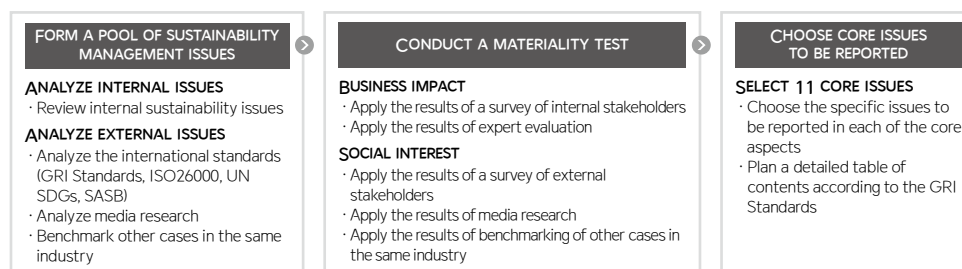 FORM A POOL OF SUSTAINABILITY
MANAGEMENT ISSUES
ANALYZE INTERNAL ISSUES
· Review internal sustainability issues
ANALYZE EXTERNAL ISSUES
· Analyze the international standards
(GRI Standards, ISO26000, UN
SDGs, SASB)
· Analyze media research
· Benchmark other cases in the same
industry
CONDUCT A MATERIALITY TEST
BUSINESS IMPACT
· Apply the results of a survey of internal stakeholders
· Apply the results of expert evaluation
SOCIAL INTEREST
· Apply the results of a survey of external
stakeholders
· Apply the results of media research
· Apply the results of benchmarking of other cases in
the same industry
CHOOSE CORE ISSUES
TO BE REPORTED
SELECT 11 CORE ISSUES
· Choose the specific issues to
be reported in each of the core
aspects
· Plan a detailed table of
contents according to the GRI
Standards